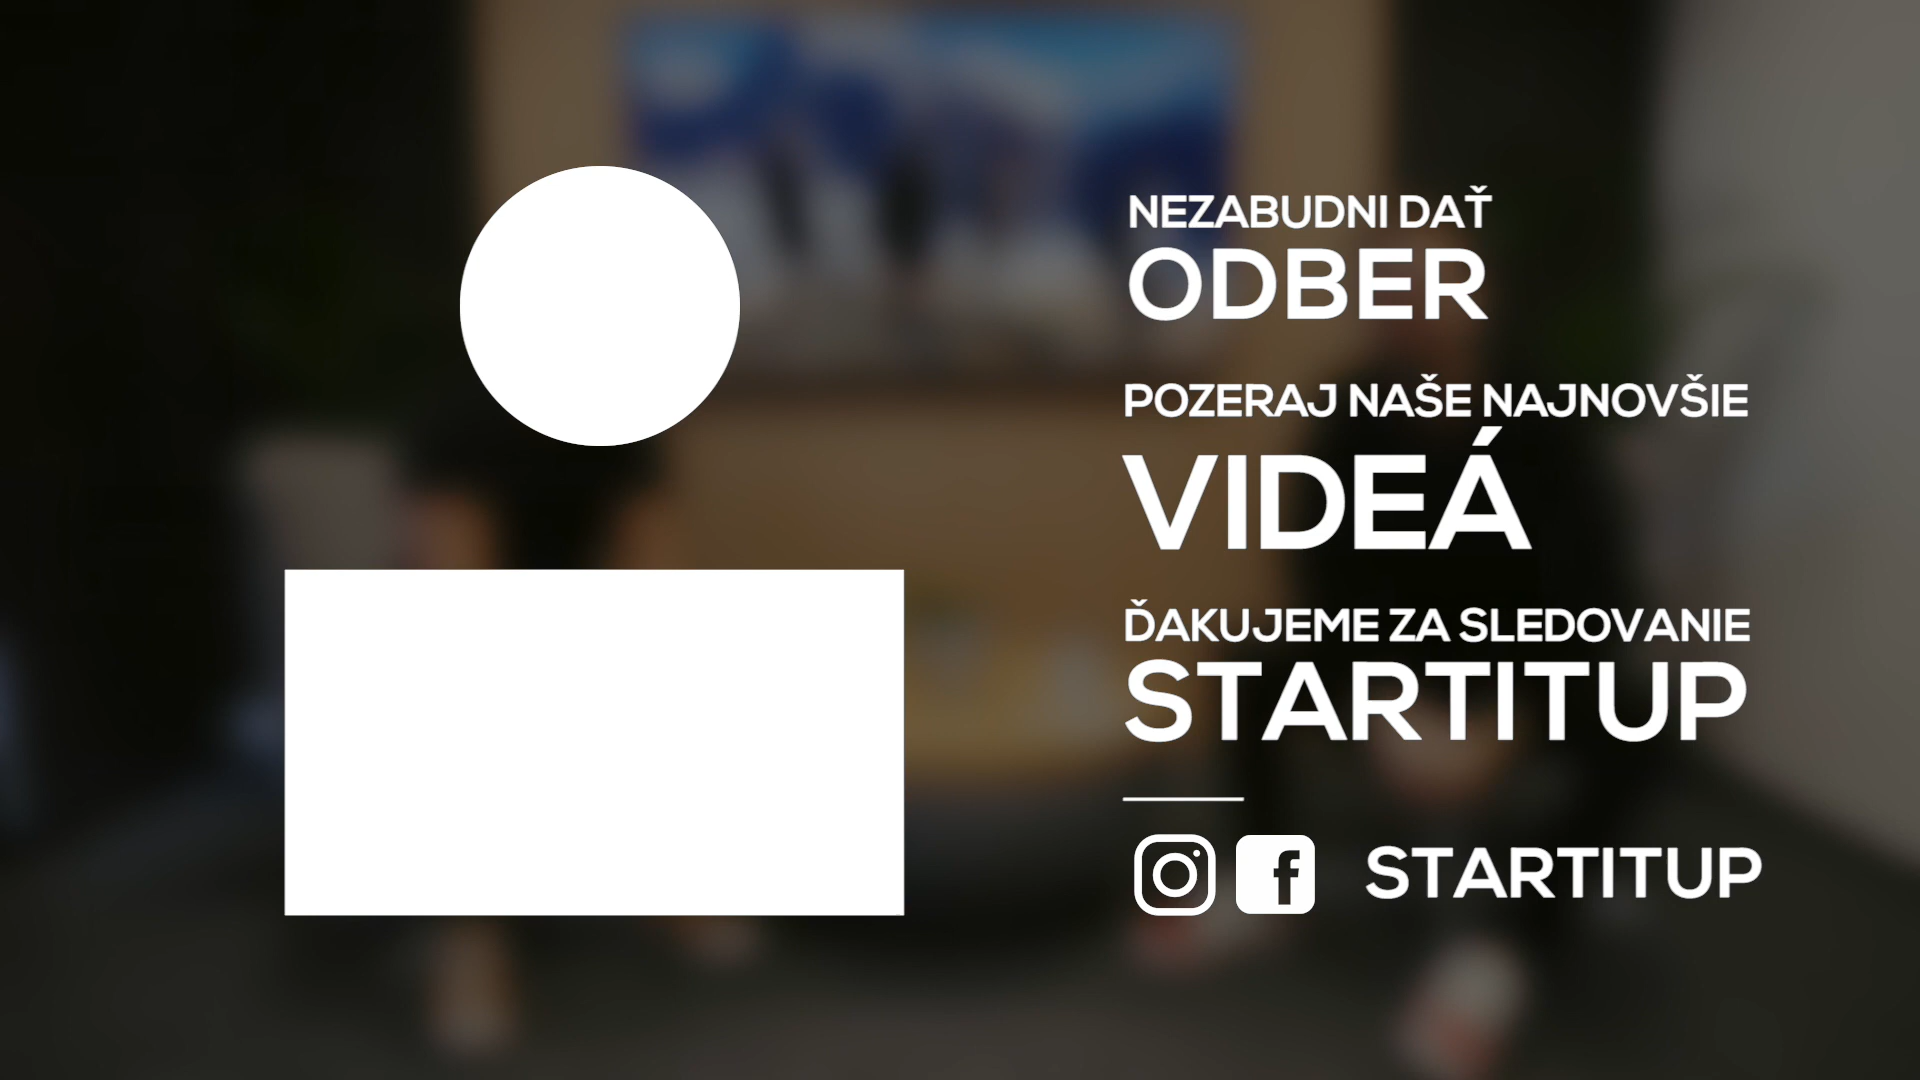 NEZABUDNI DAŤ
ODBER
POZERAJ NAŠE NAJNOVŠIE
VIDEÁ
ĎAKUJEME ZA SLEDOVANIE
STARTITUP
STARTITUP